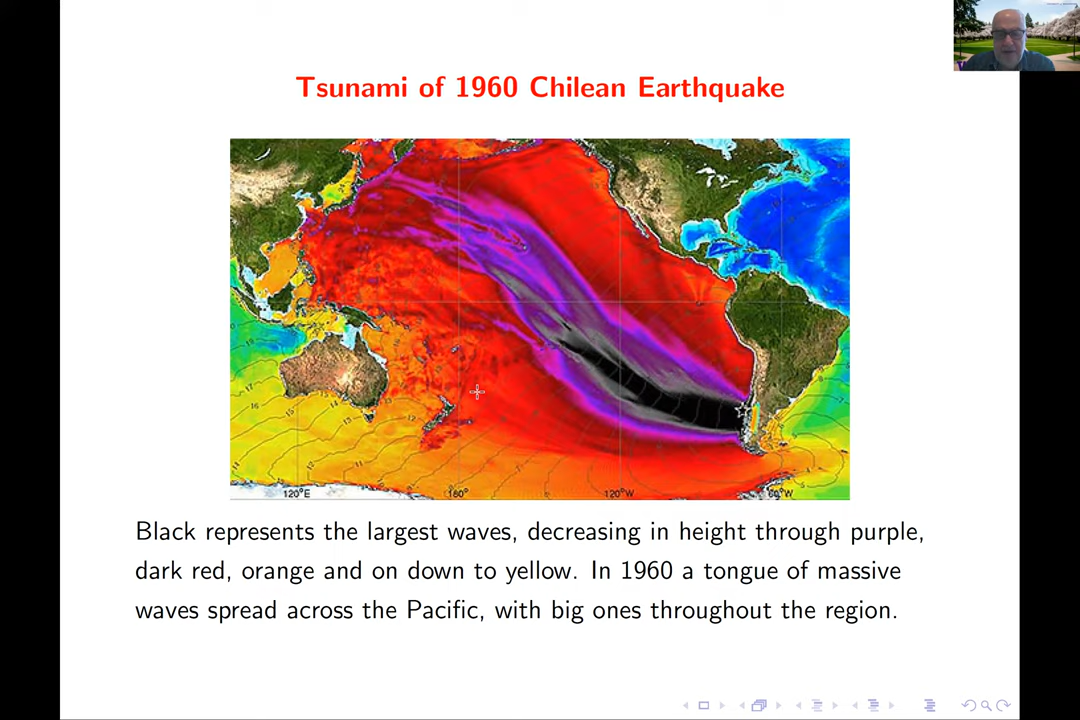 Tsunami of 1960 Chilean Earthquake
120°E
180°
120°W
60°W
Black represents the largest waves, decreasing in height through purple,
dark red, orange and on down to yellow. In 1960 a tongue of massive
waves spread across the Pacific, with big ones throughout the region.